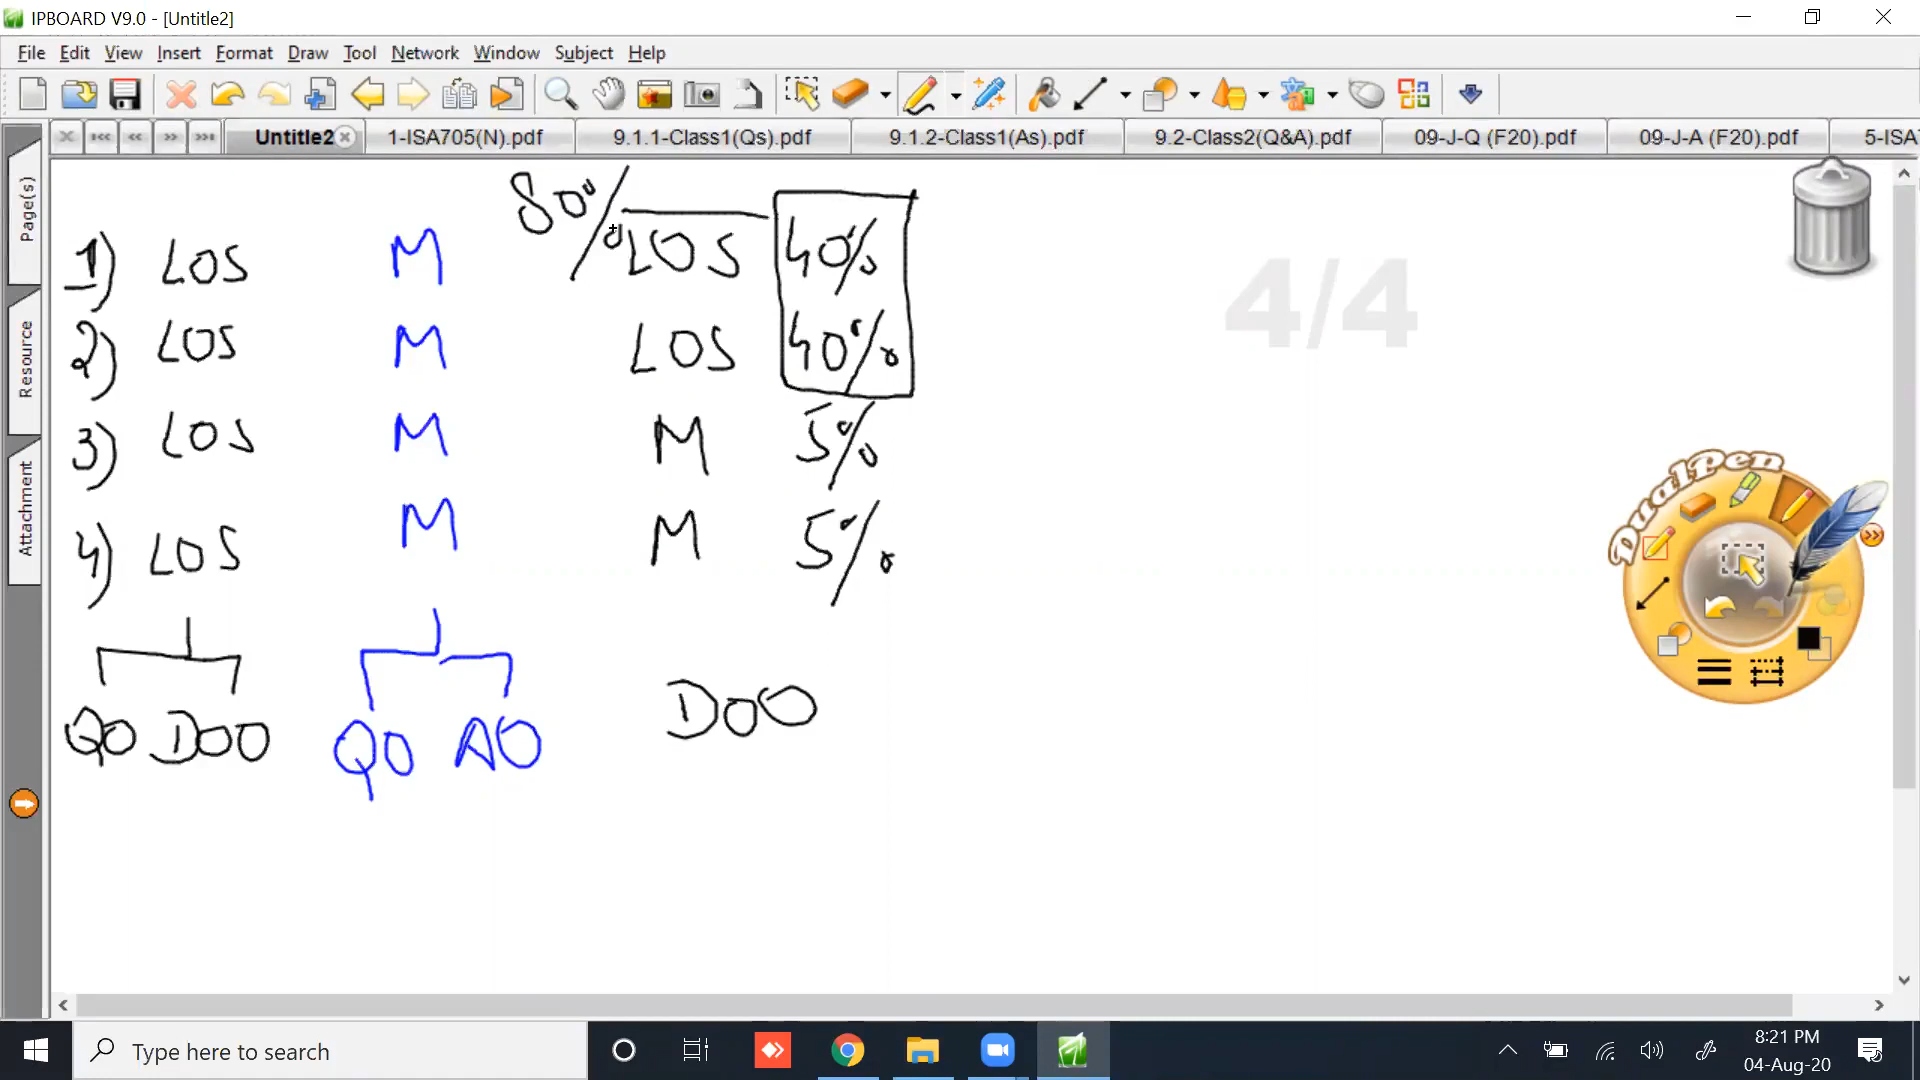 IPBOARD V9.0 - [Untitle2]
File Edit View Insert Format Draw Tool Network Window Subject Help
Untitle2 1-ISA705(N).pdf 9.1.1-Class1(Qs).pdf 9.1.2-Class1(As).pdf 9.2-Class2(Q&A).pdf 09-J-Q (F20).pdf 09-J-A (F20).pdf 5-ISA
Page(s)
Resource
Attachment
80%
1) LOS M LOS 40%
2) LOS M LOS 40%
3) LOS M M 5%
4) LOS M M 5%
QO DOO QO AO DOO
4/4
DualPen
Type here to search
8:21 PM
04-Aug-20